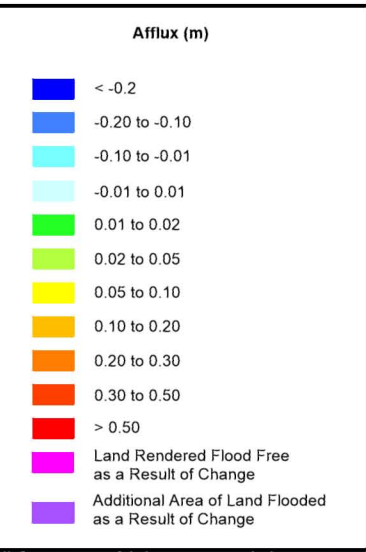 Afflux (m)
< -0.2
-0.20 to -0.10
-0.10 to -0.01
-0.01 to 0.01
0.01 to 0.02
0.02 to 0.05
0.05 to 0.10
0.10 to 0.20
0.20 to 0.30
0.30 to 0.50
> 0.50
Land Rendered Flood Free
as a Result of Change
Additional Area of Land Flooded
as a Result of Change